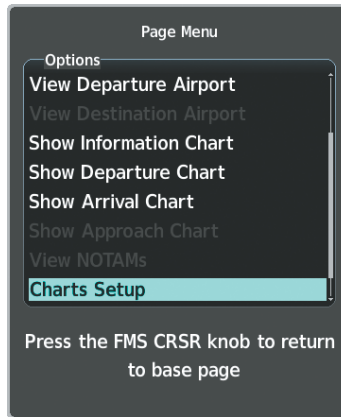 Page Menu
Options
View Departure Airport
View Destination Airport
Show Information Chart
Show Departure Chart
Show Arrival Chart
Show Approach Chart
View NOTAMs
Charts Setup
Press the FMS CRSR knob to return
to base page